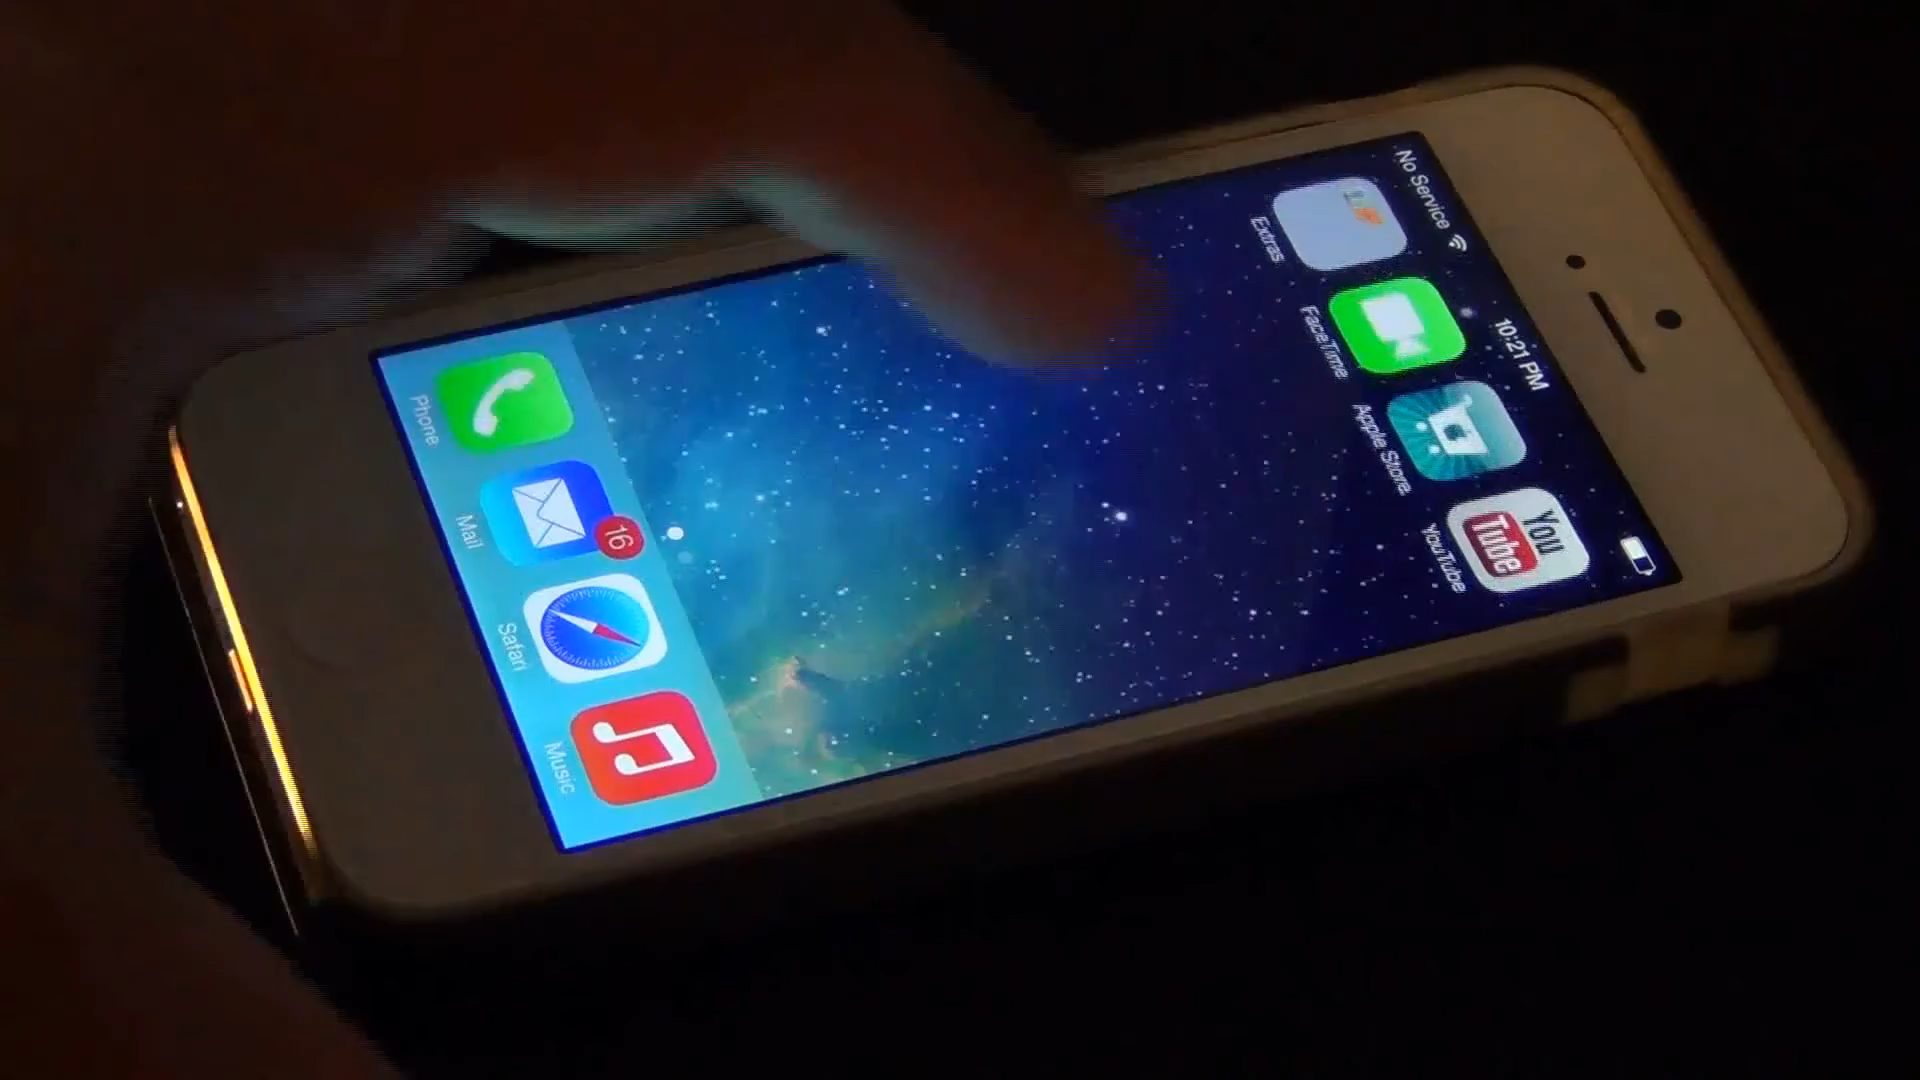 No Service
10:21 PM
Extras
FaceTime
Apple Store
You
Tube
YouTube
16
Phone
Mail
Safari
Music